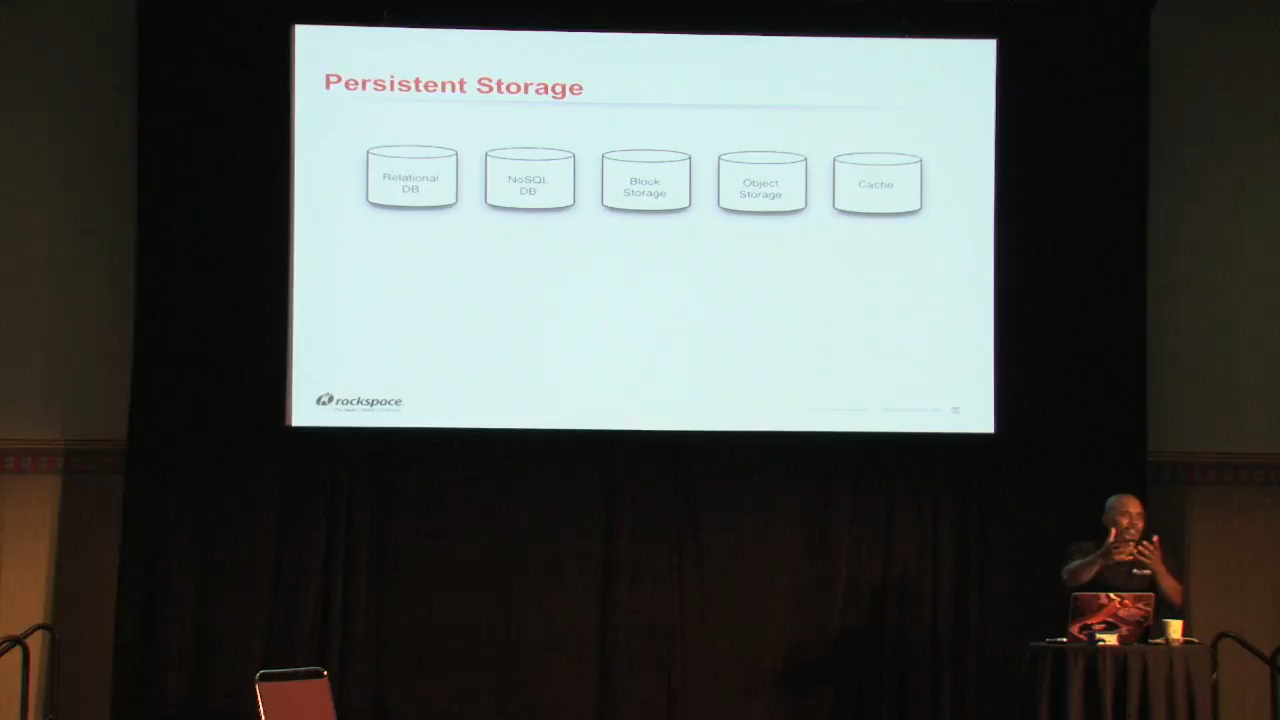 Persistent Storage
Relational
DB
NoSQL
DB
Block
Storage
Object
Storage
Cache
rackspace